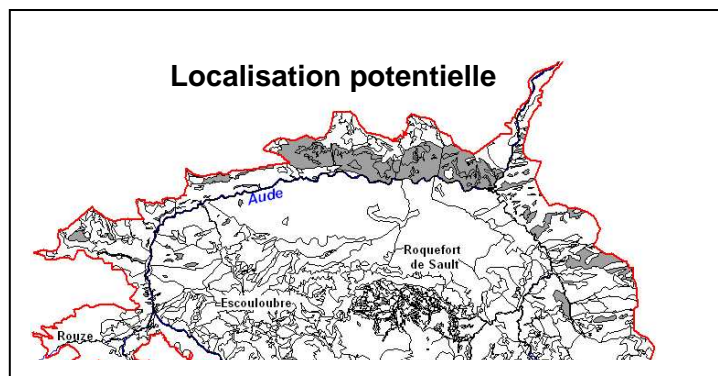 Localisation potentielle
Aude
Roquefort
de Sault
Escouloubre
Rouze